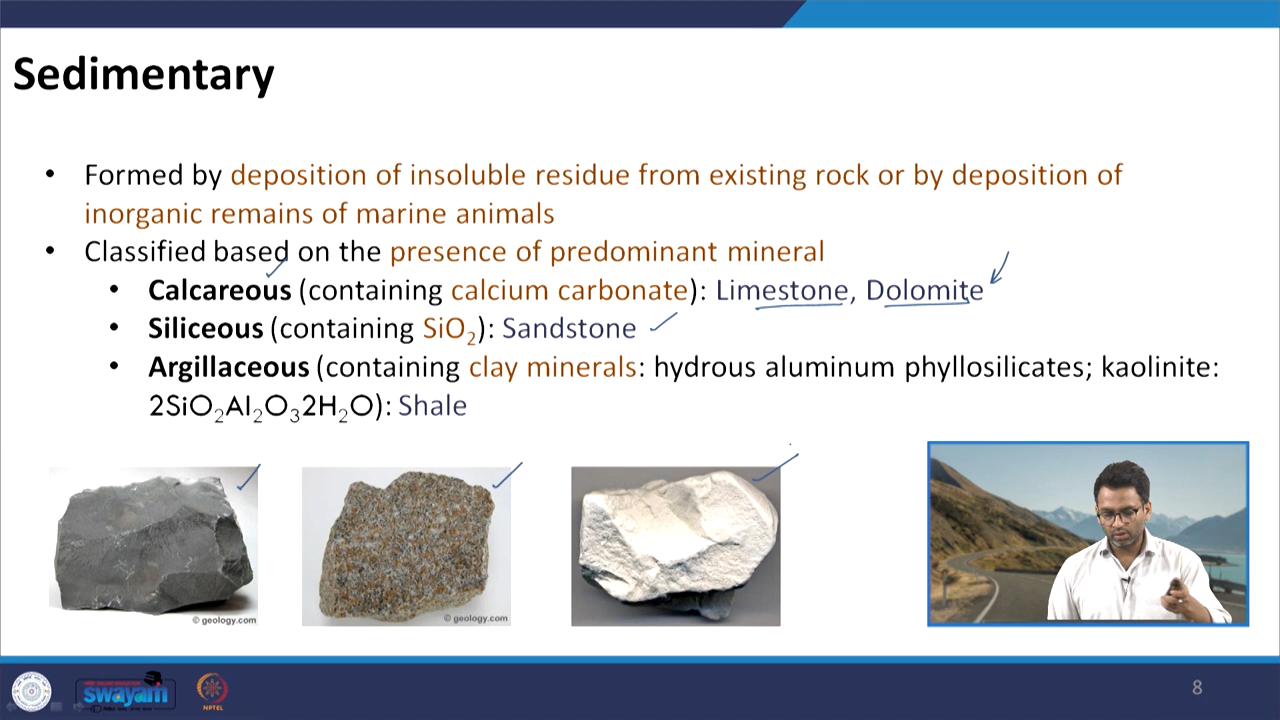 Sedimentary
• Formed by deposition of insoluble residue from existing rock or by deposition of
inorganic remains of marine animals
• Classified based on the presence of predominant mineral
• Calcareous (containing calcium carbonate): Limestone, Dolomite
• Siliceous (containing SiO₂): Sandstone
• Argillaceous (containing clay minerals: hydrous aluminum phyllosilicates; kaolinite:
2SiO₂Al₂O₃2H₂O): Shale
© geology.com
© geology.com
swayam
NPTEL
8